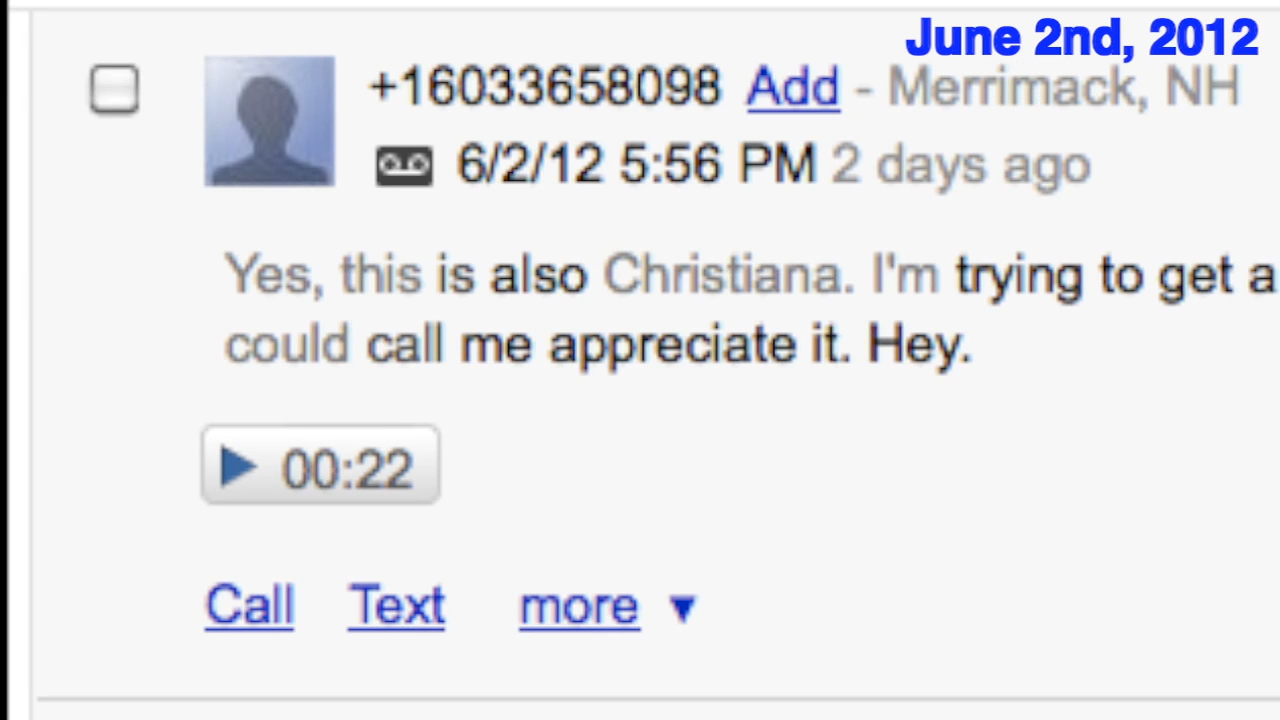 June 2nd, 2012
+16033658098 Add - Merrimack, NH
6/2/12 5:56 PM 2 days ago
Yes, this is also Christiana. I'm trying to get a
could call me appreciate it. Hey.
00:22
Call Text more ▼